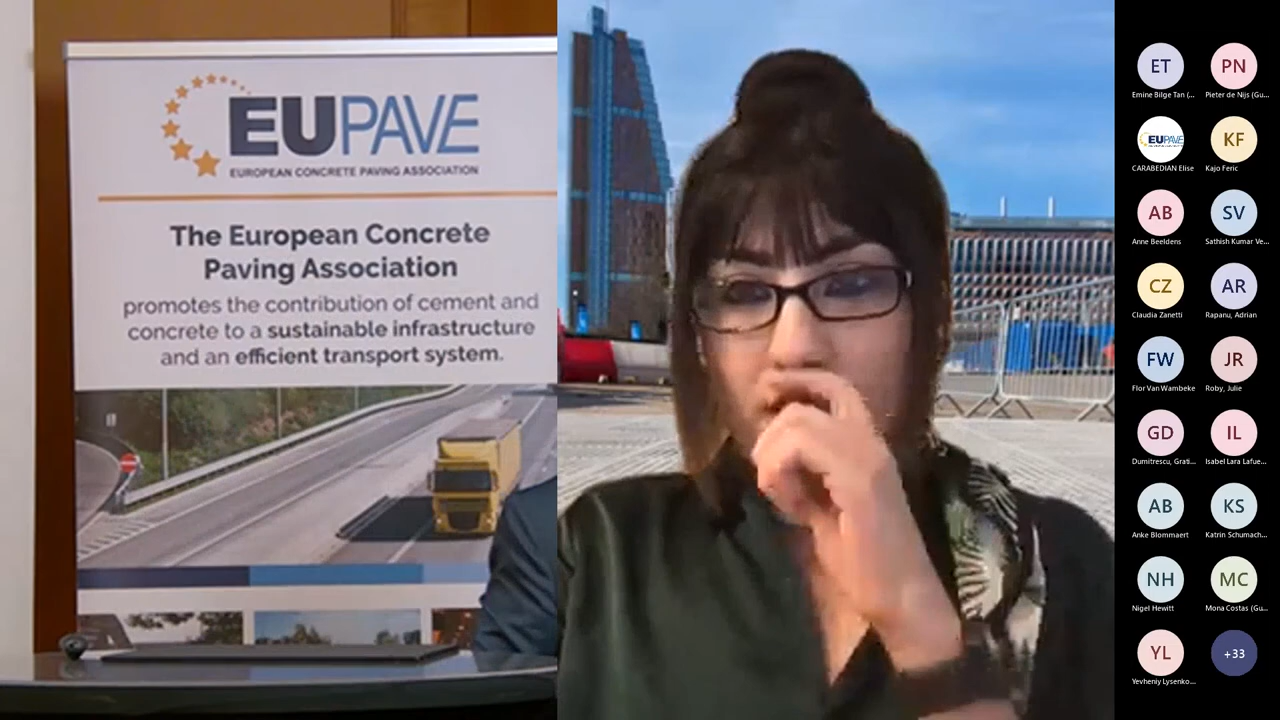 EUPAVE
EUROPEAN CONCRETE PAVING ASSOCIATION
The European Concrete
Paving Association
promotes the contribution of cement and
concrete to a sustainable infrastructure
and an efficient transport system.
ET
Emine Bilge Tan (...
PN
Pieter de Nijs (Gu...
EUPAVE
CARABEDIAN Elise
KF
Kajo Feric
AB
Anne Beeldens
SV
Sathish Kumar Ve...
CZ
Claudia Zanetti
AR
Rapanu, Adrian
FW
Flor Van Wambeke
JR
Roby, Julie
GD
Dumitrescu, Grati...
IL
Isabel Lara Lafue...
AB
Anke Blommaert
KS
Katrin Schumach...
NH
Nigel Hewitt
MC
Mona Costas (Gu...
YL
Yevheniy Lysenko...
+33